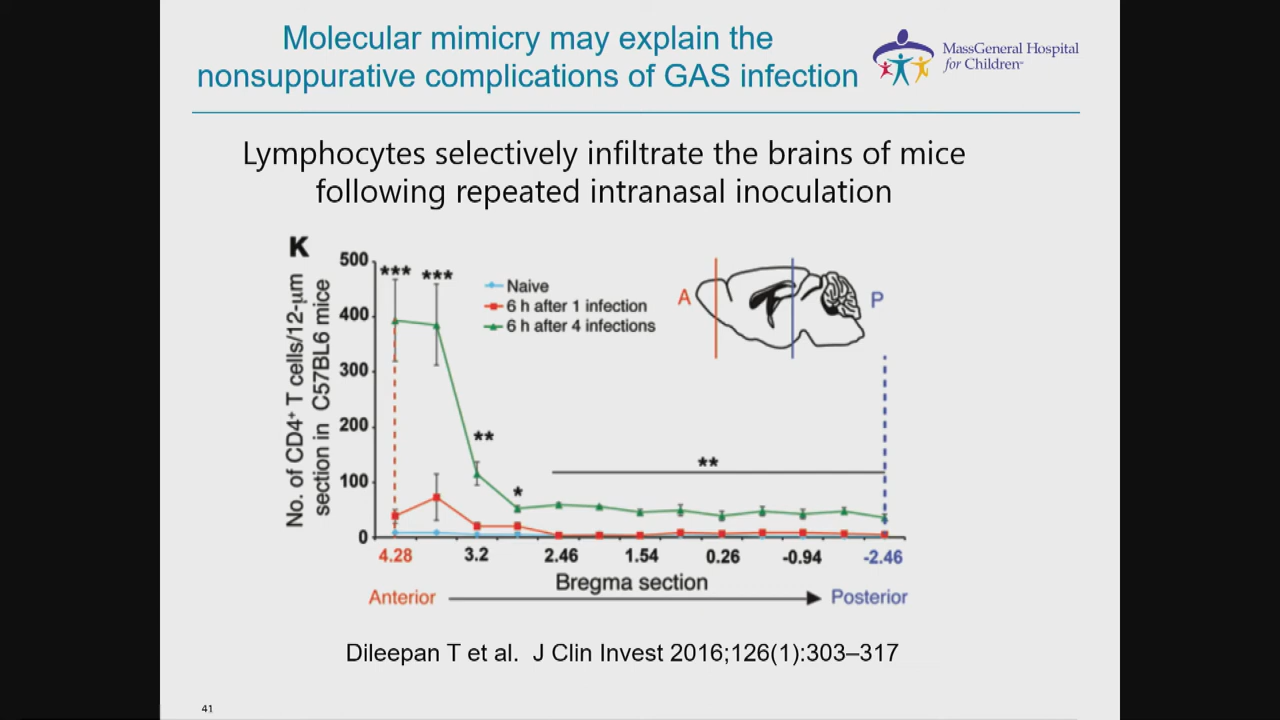 Molecular mimicry may explain the
nonsuppurative complications of GAS infection
MassGeneral Hospital
for Children™
Lymphocytes selectively infiltrate the brains of mice
following repeated intranasal inoculation
K
No. of CD4⁺ T cells/12-μm
section in C57BL6 mice
500
400
300
200
100
0
*** ***
**
*
**
Naive
6 h after 1 infection
6 h after 4 infections
A P
4.28 3.2 2.46 1.54 0.26 -0.94 -2.46
Bregma section
Anterior Posterior
Dileepan T et al. J Clin Invest 2016;126(1):303–317
41